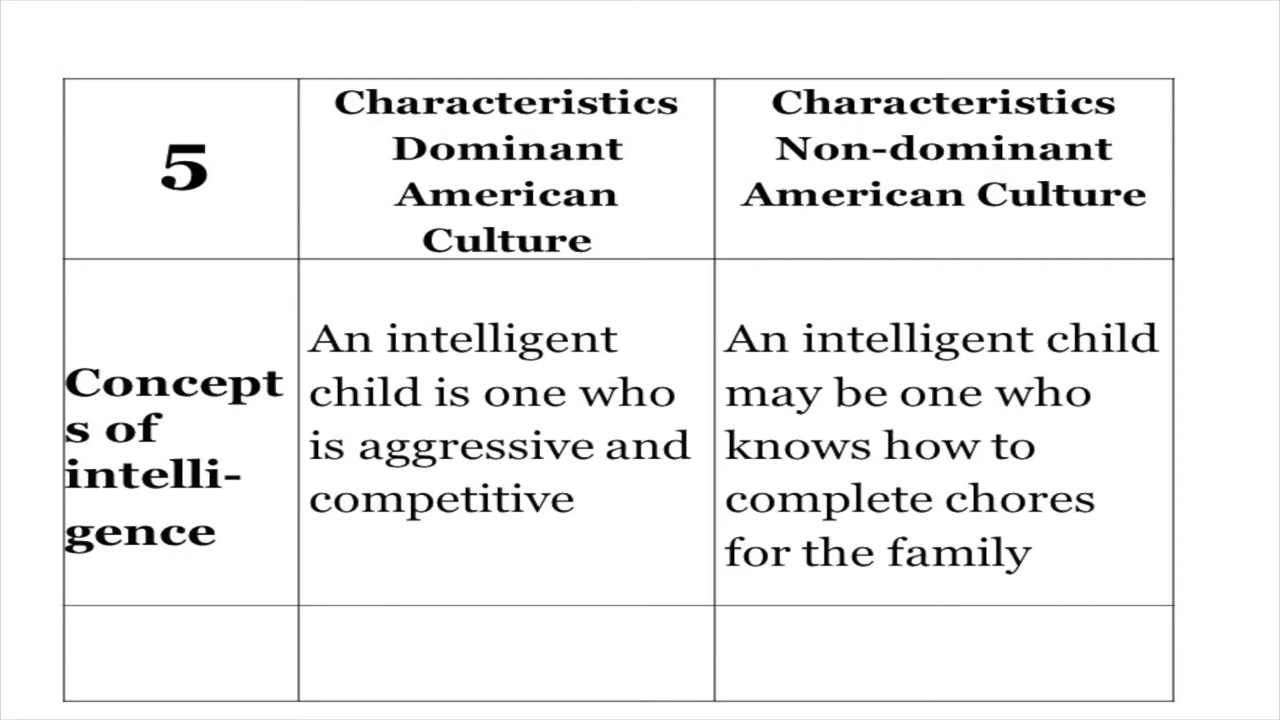 5
Characteristics
Dominant
American
Culture
Characteristics
Non-dominant
American Culture
Concept
s of
intelli-
gence
An intelligent
child is one who
is aggressive and
competitive
An intelligent child
may be one who
knows how to
complete chores
for the family